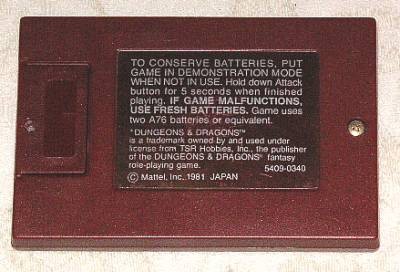 TO CONSERVE BATTERIES, PUT
GAME IN DEMONSTRATION MODE
WHEN NOT IN USE. Hold down Attack
button for 5 seconds when finished
playing. IF GAME MALFUNCTIONS,
USE FRESH BATTERIES. Game uses
two A76 batteries or equivalent.
*DUNGEONS & DRAGONS™
is a trademark owned by and used under
license from TSR Hobbies, Inc., the publisher
of the DUNGEONS & DRAGONS® fantasy
role-playing game.
5409-0340
© Mattel, Inc. 1981 JAPAN